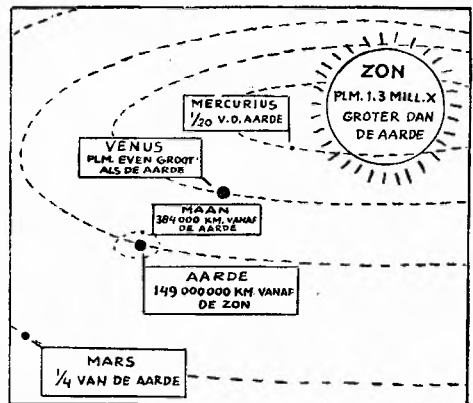 ZON
PLM. 1.3 MILL.X
GROTER DAN
DE AARDE
MERCURIUS
1/20 V.D. AARDE
VENUS
PLM. EVEN GROOT
ALS DE AARDE
MAAN
384000 KM. VANAF
DE AARDE
AARDE
149 000 000 KM. VANAF
DE ZON
MARS
1/4 VAN DE AARDE